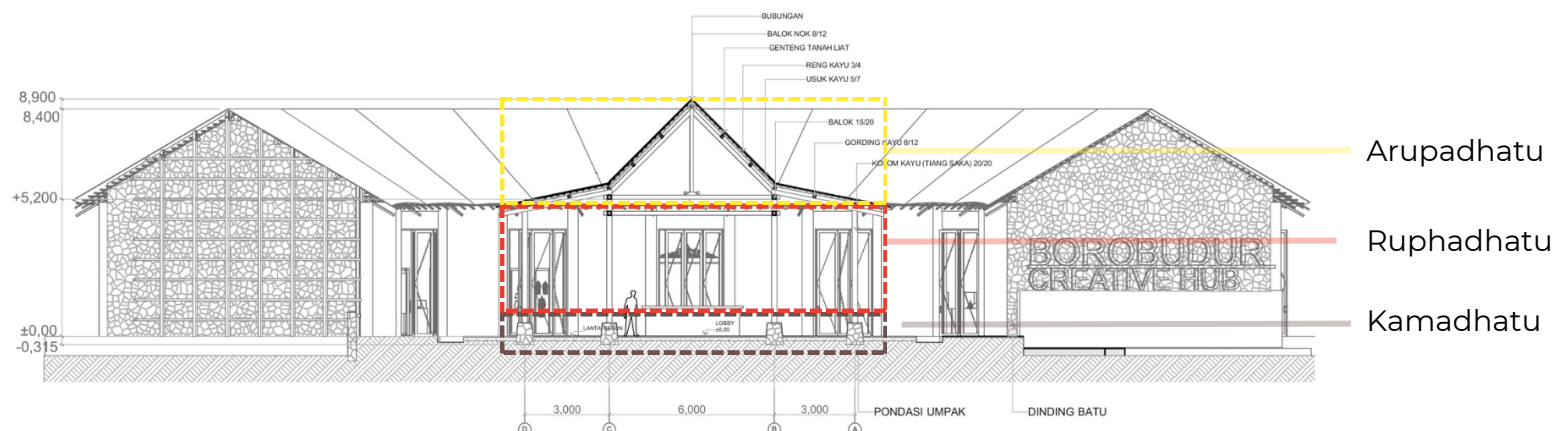 BUBUNGAN
BALOK NOK 8/12
GENTENG TANAH LIAT
RENG KAYU 3/4
USUK KAYU 5/7
8,900
8,400
BALOK 15/20
GORDING KAYU 8/12
Arupadhatu
KOLOM KAYU (TIANG SAKA) 20/20
+5,200
Ruphadhatu
BOROBUDUR
CREATIVE HUB
Kamadhatu
±0,00
LOBBY
±0,00
-0,315
3,000
6,000
3,000
PONDASI UMPAK
DINDING BATU
D
C
B
A